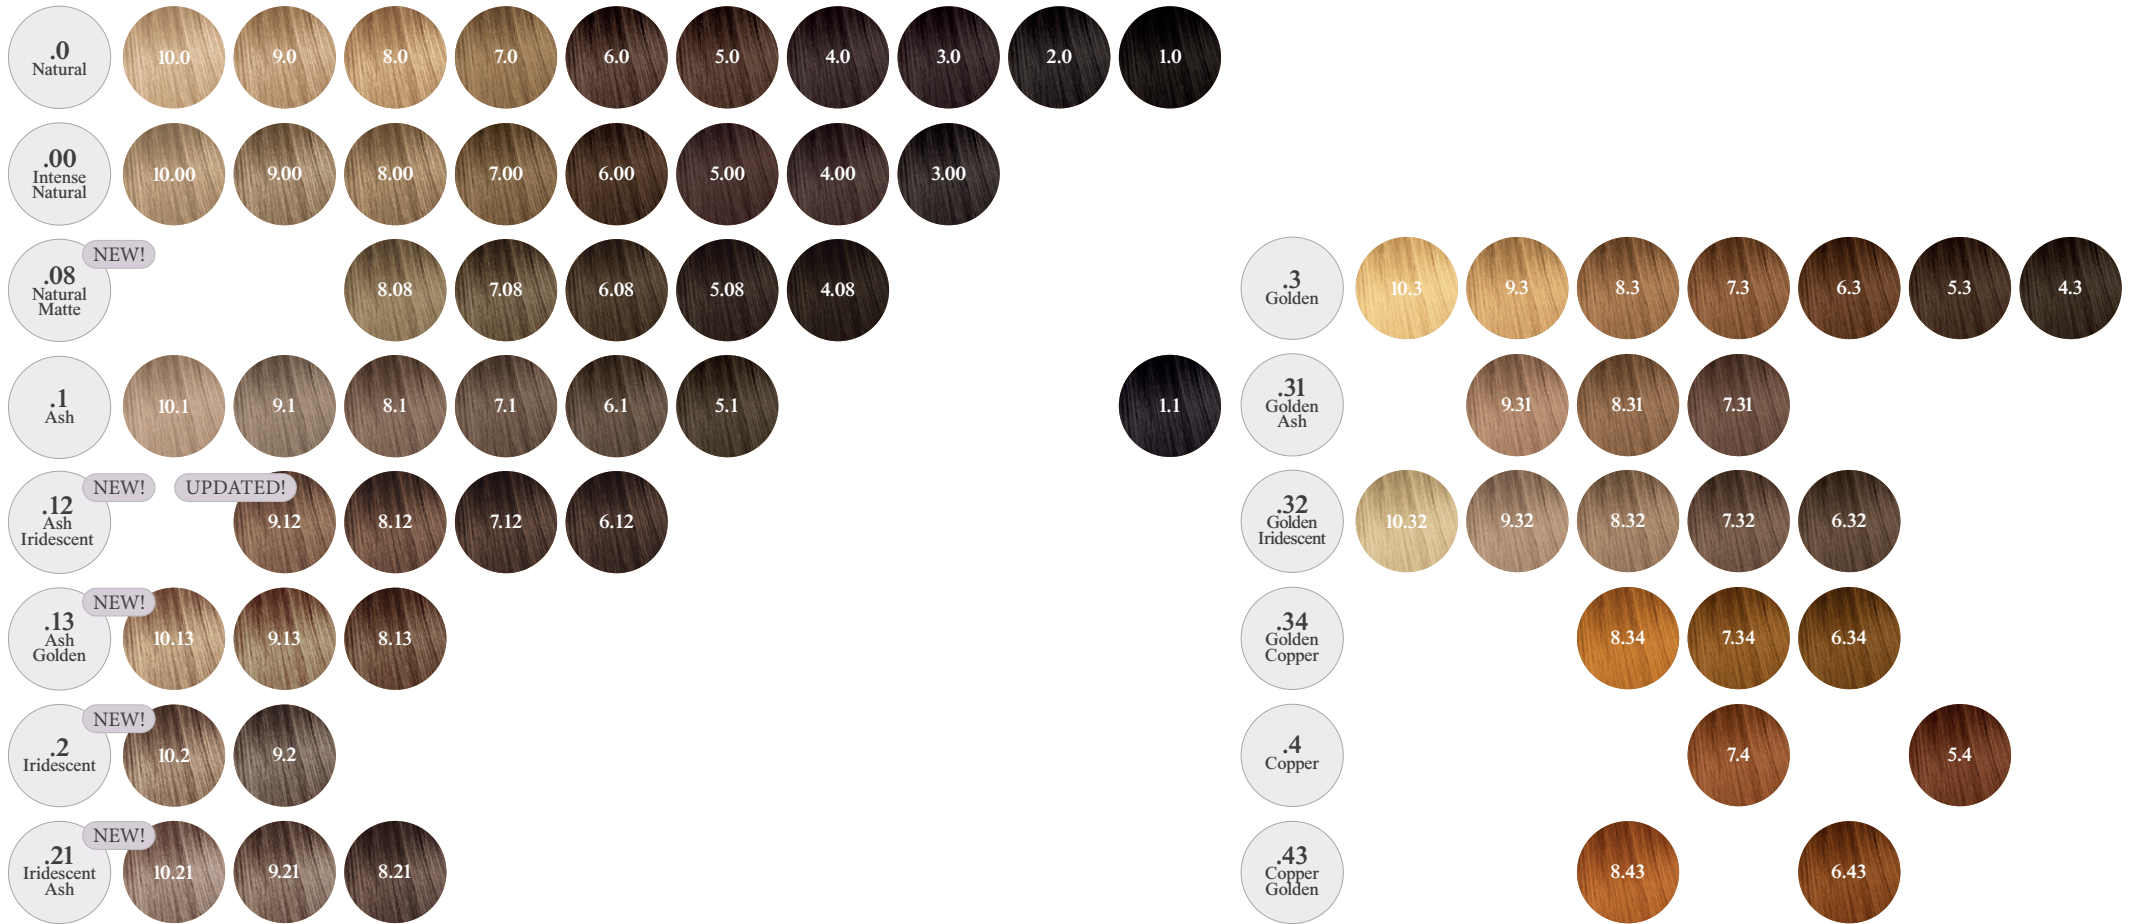 .0
Natural
10.0
9.0
8.0
7.0
6.0
5.0
4.0
3.0
2.0
1.0
.00
Intense
Natural
10.00
9.00
8.00
7.00
6.00
5.00
4.00
3.00
NEW!
.08
Natural
Matte
8.08
7.08
6.08
5.08
4.08
.1
Ash
10.1
9.1
8.1
7.1
6.1
5.1
1.1
NEW!
UPDATED!
.12
Ash
Iridescent
9.12
8.12
7.12
6.12
NEW!
.13
Ash
Golden
10.13
9.13
8.13
NEW!
.2
Iridescent
10.2
9.2
NEW!
.21
Iridescent
Ash
10.21
9.21
8.21
.3
Golden
10.3
9.3
8.3
7.3
6.3
5.3
4.3
.31
Golden
Ash
9.31
8.31
7.31
.32
Golden
Iridescent
10.32
9.32
8.32
7.32
6.32
.34
Golden
Copper
8.34
7.34
6.34
.4
Copper
7.4
5.4
.43
Copper
Golden
8.43
6.43